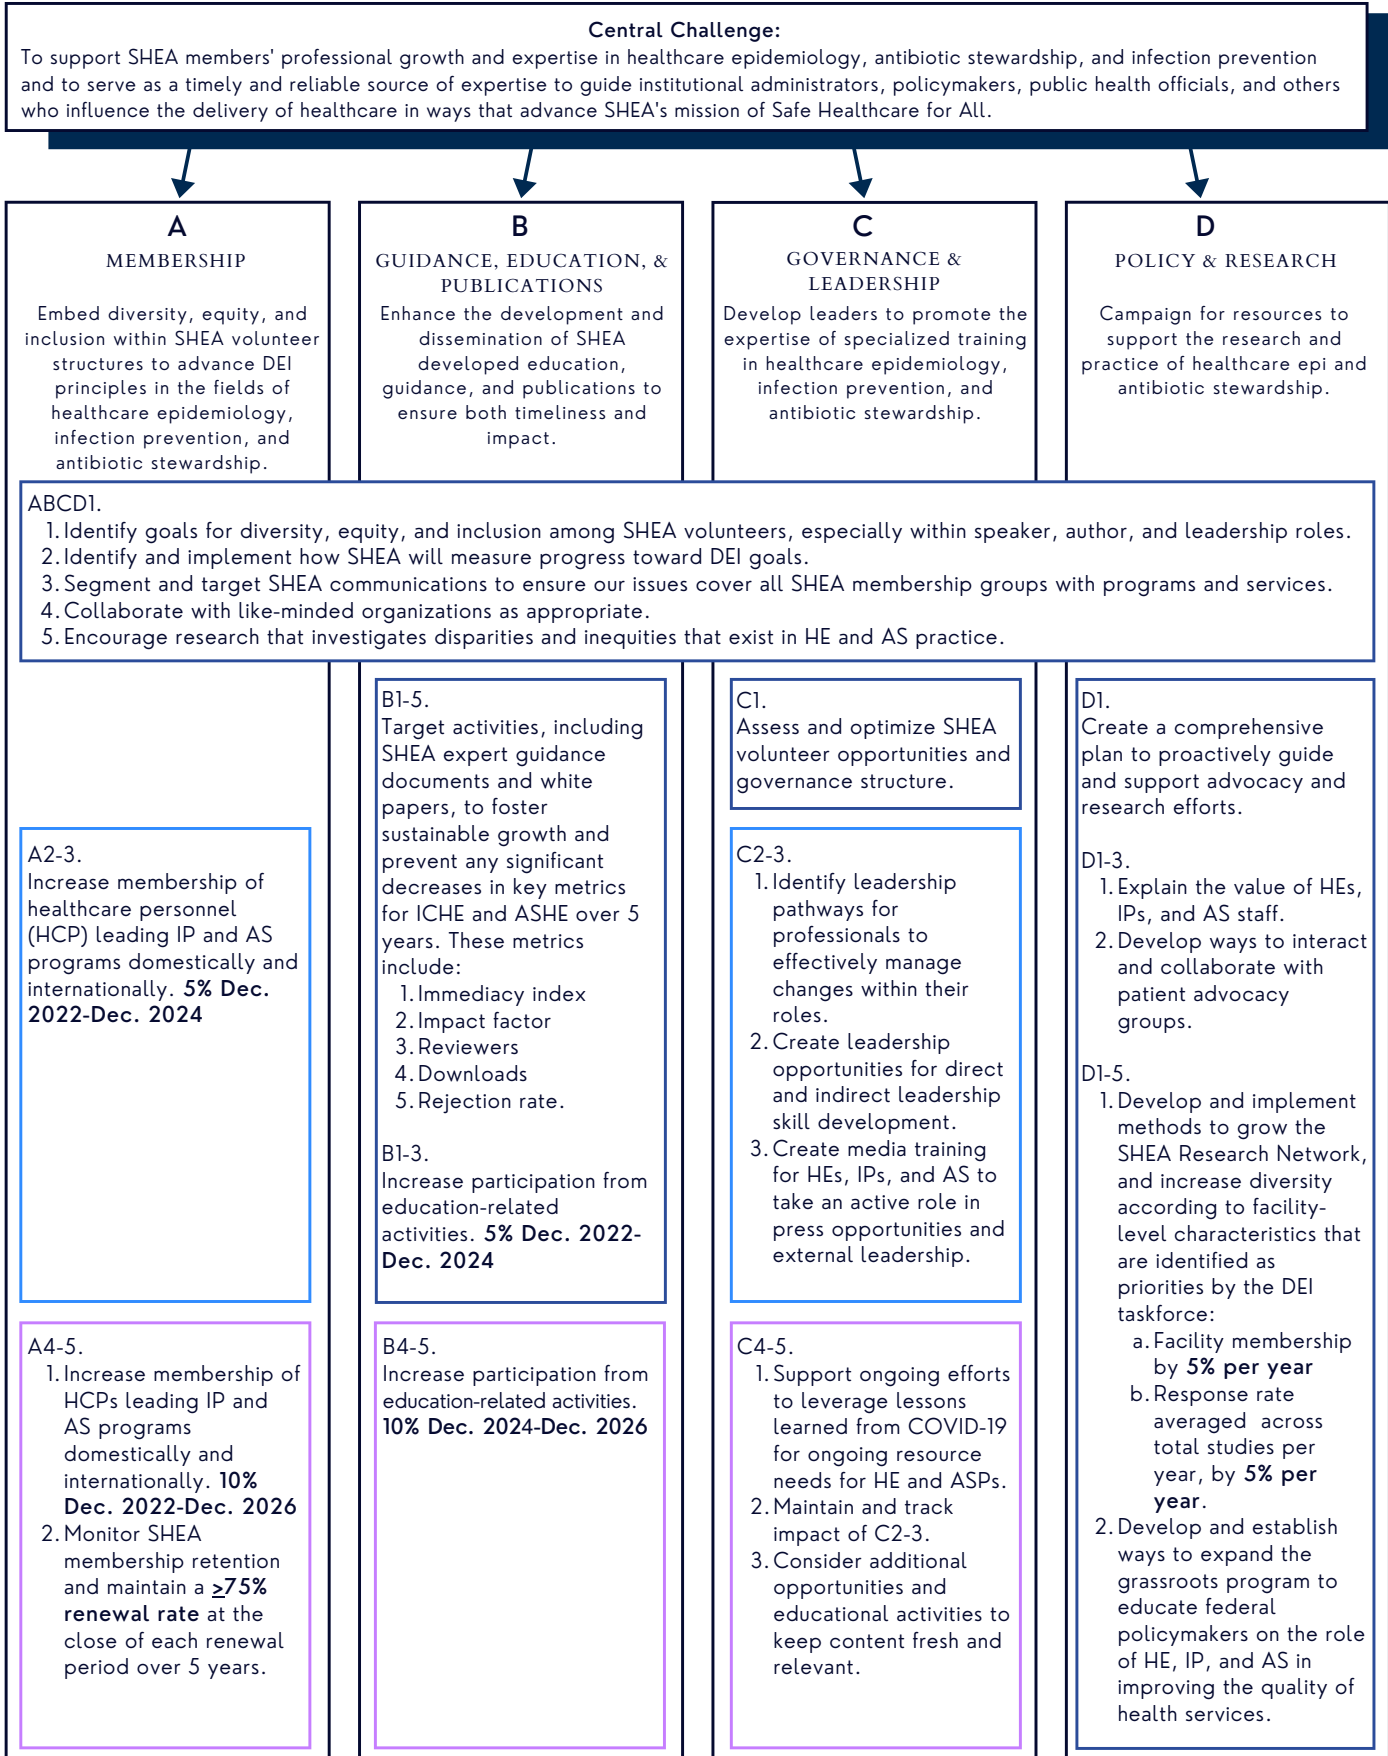 Central Challenge:
To support SHEA members' professional growth and expertise in healthcare epidemiology, antibiotic stewardship, and infection prevention
and to serve as a timely and reliable source of expertise to guide institutional administrators, policymakers, public health officials, and others
who influence the delivery of healthcare in ways that advance SHEA's mission of Safe Healthcare for All.
A
MEMBERSHIP
Embed diversity, equity, and
inclusion within SHEA volunteer
structures to advance DEI
principles in the fields of
healthcare epidemiology,
infection prevention, and
antibiotic stewardship.
B
GUIDANCE, EDUCATION, &
PUBLICATIONS
Enhance the development and
dissemination of SHEA
developed education,
guidance, and publications to
ensure both timeliness and
impact.
C
GOVERNANCE &
LEADERSHIP
Develop leaders to promote the
expertise of specialized training
in healthcare epidemiology,
infection prevention, and
antibiotic stewardship.
D
POLICY & RESEARCH
Campaign for resources to
support the research and
practice of healthcare epi and
antibiotic stewardship.
ABCD1.
1. Identify goals for diversity, equity, and inclusion among SHEA volunteers, especially within speaker, author, and leadership roles.
2. Identify and implement how SHEA will measure progress toward DEI goals.
3. Segment and target SHEA communications to ensure our issues cover all SHEA membership groups with programs and services.
4. Collaborate with like-minded organizations as appropriate.
5. Encourage research that investigates disparities and inequities that exist in HE and AS practice.
A2-3.
Increase membership of
healthcare personnel
(HCP) leading IP and AS
programs domestically and
internationally. 5% Dec.
2022-Dec. 2024
A4-5.
1. Increase membership of
HCPs leading IP and
AS programs
domestically and
internationally. 10%
Dec. 2022-Dec. 2026
2. Monitor SHEA
membership retention
and maintain a ≥75%
renewal rate at the
close of each renewal
period over 5 years.
B1-5.
Target activities, including
SHEA expert guidance
documents and white
papers, to foster
sustainable growth and
prevent any significant
decreases in key metrics
for ICHE and ASHE over 5
years. These metrics
include:
1. Immediacy index
2. Impact factor
3. Reviewers
4. Downloads
5. Rejection rate.
B1-3.
Increase participation from
education-related
activities. 5% Dec. 2022-
Dec. 2024
B4-5.
Increase participation from
education-related activities.
10% Dec. 2024-Dec. 2026
C1.
Assess and optimize SHEA
volunteer opportunities and
governance structure.
C2-3.
1. Identify leadership
pathways for
professionals to
effectively manage
changes within their
roles.
2. Create leadership
opportunities for direct
and indirect leadership
skill development.
3. Create media training
for HEs, IPs, and AS to
take an active role in
press opportunities and
external leadership.
C4-5.
1. Support ongoing efforts
to leverage lessons
learned from COVID-19
for ongoing resource
needs for HE and ASPs.
2. Maintain and track
impact of C2-3.
3. Consider additional
opportunities and
educational activities to
keep content fresh and
relevant.
D1.
Create a comprehensive
plan to proactively guide
and support advocacy and
research efforts.
D1-3.
1. Explain the value of HEs,
IPs, and AS staff.
2. Develop ways to interact
and collaborate with
patient advocacy
groups.
D1-5.
1. Develop and implement
methods to grow the
SHEA Research Network,
and increase diversity
according to facility-
level characteristics that
are identified as
priorities by the DEI
taskforce:
a. Facility membership
by 5% per year
b. Response rate
averaged across
total studies per
year, by 5% per
year.
2. Develop and establish
ways to expand the
grassroots program to
educate federal
policymakers on the role
of HE, IP, and AS in
improving the quality of
health services.